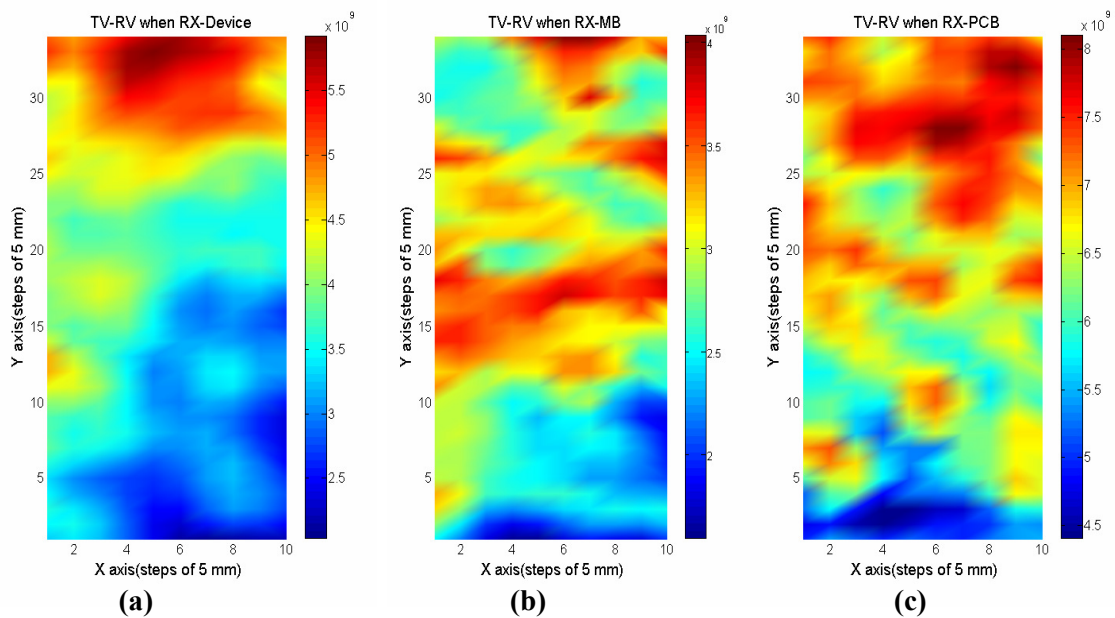 TV-RV when RX-Device
x 10^9
Y axis(steps of 5 mm)
30
25
20
15
10
5
2 4 6 8 10
X axis(steps of 5 mm)
5.5
5
4.5
4
3.5
3
2.5
(a)
TV-RV when RX-MB
x 10^9
Y axis(steps of 5 mm)
30
25
20
15
10
5
2 4 6 8 10
X axis(steps of 5 mm)
4
3.5
3
2.5
2
(b)
TV-RV when RX-PCB
x 10^9
Y axis(steps of 5 mm)
30
25
20
15
10
5
2 4 6 8 10
X axis(steps of 5 mm)
8
7.5
7
6.5
6
5.5
5
4.5
(c)